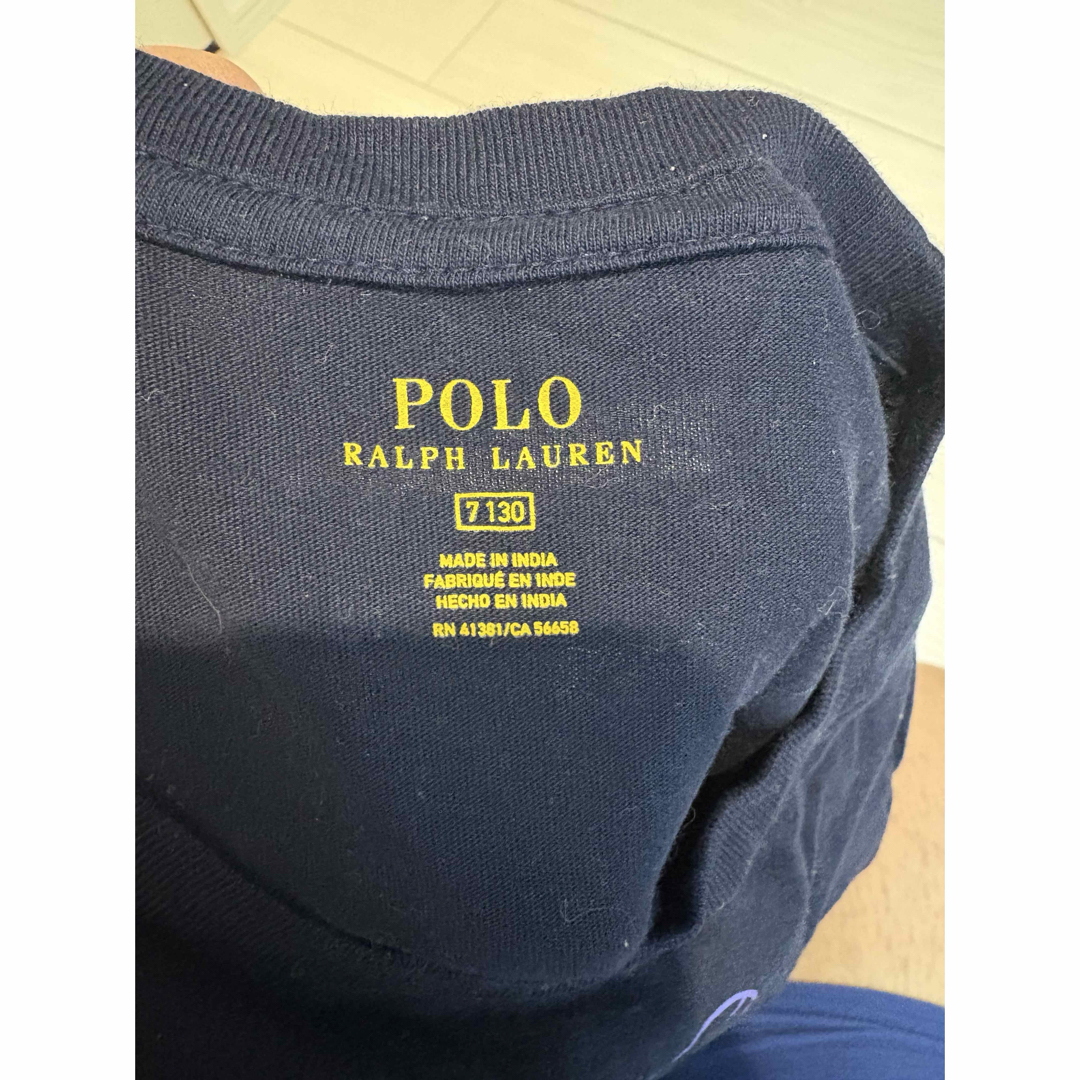 POLO
RALPH LAUREN
7 130
MADE IN INDIA
FABRIQUÉ EN INDE
HECHO EN INDIA
RN 41381/CA 56658